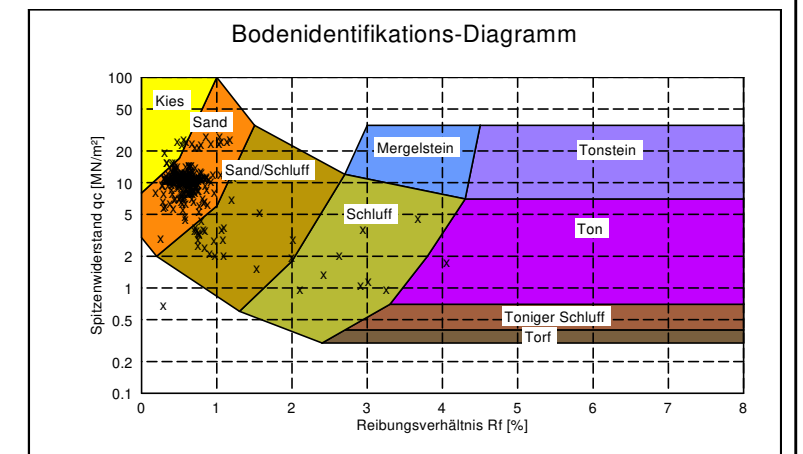 Bodenidentifikations-Diagramm
Spitzenwiderstand qc [MN/m²]
100
50
20
10
5
2
1
0.5
0.2
0.1
Kies
Sand
Sand/Schluff
Schluff
Mergelstein
Tonstein
Ton
Toniger Schluff
Torf
0 1 2 3 4 5 6 7 8
Reibungsverhältnis Rf [%]